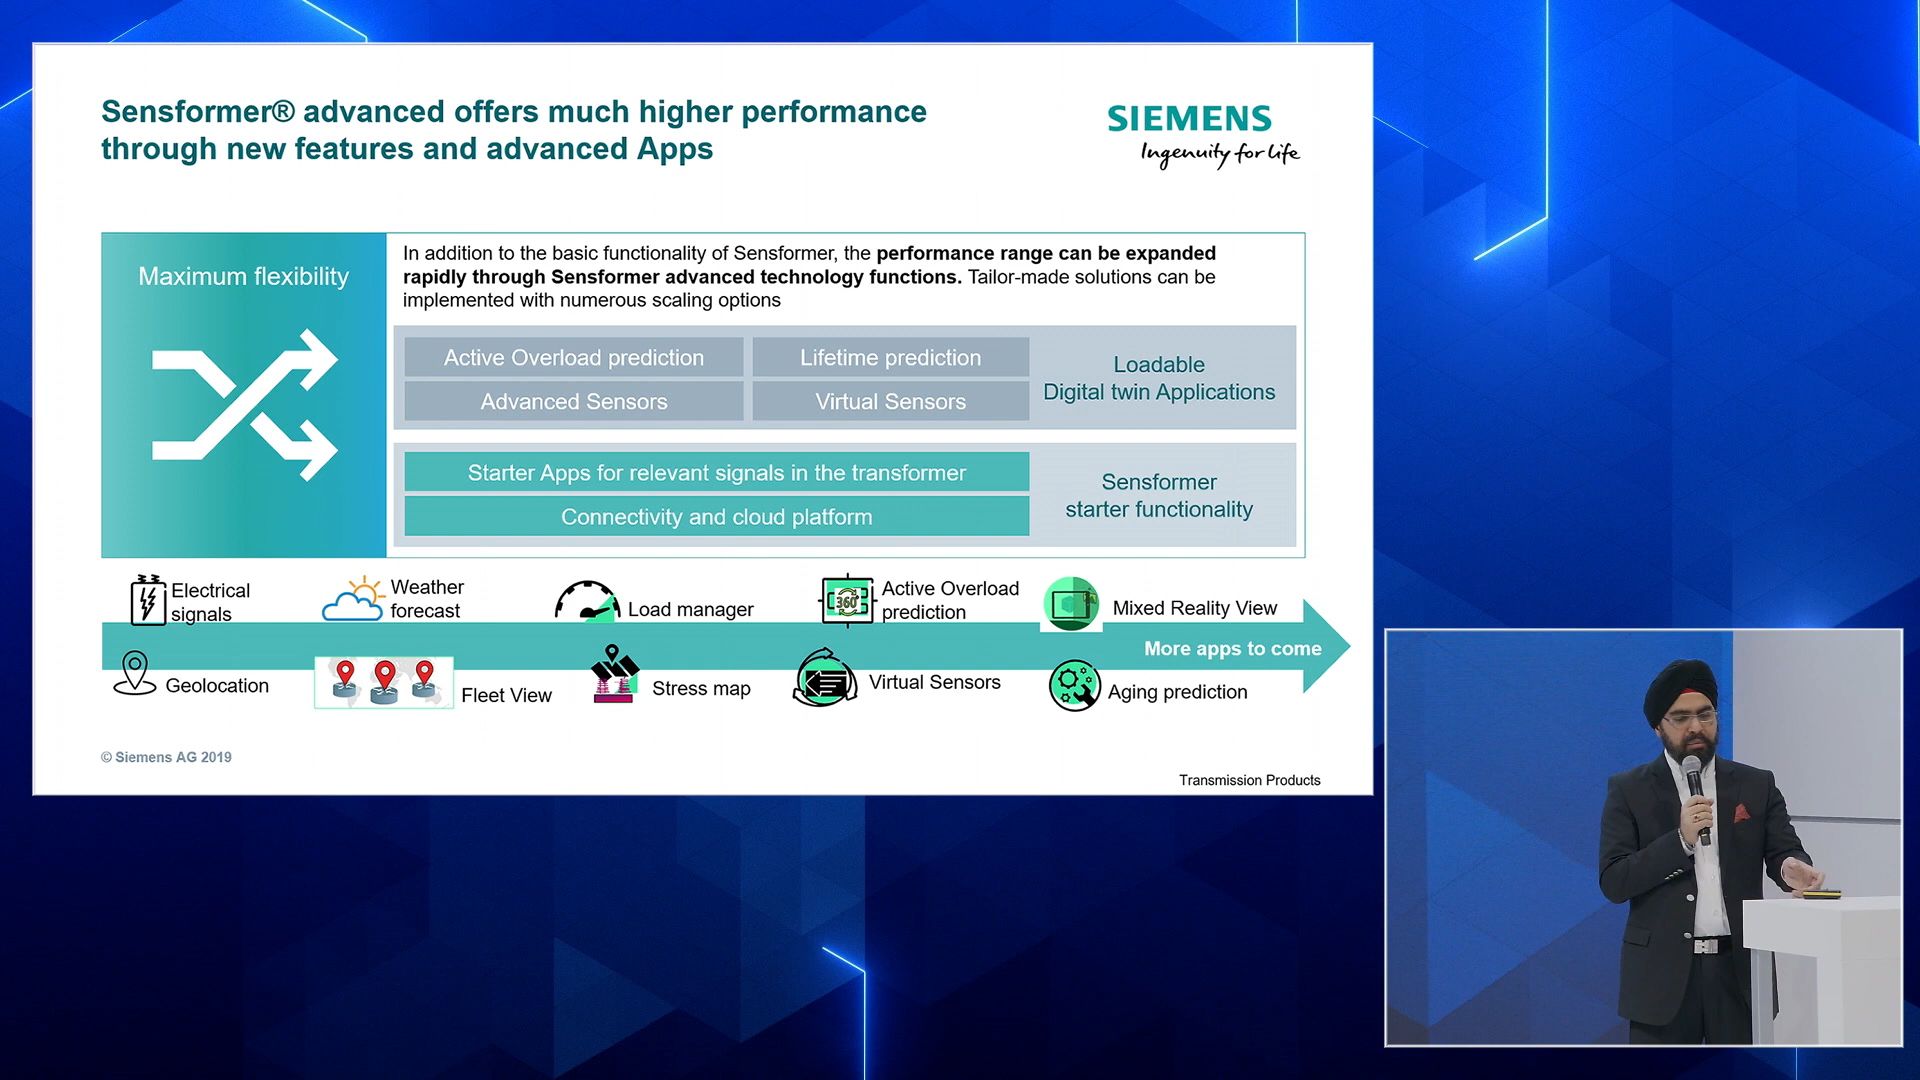 Sensformer® advanced offers much higher performance
through new features and advanced Apps
SIEMENS
Ingenuity for life
Maximum flexibility
In addition to the basic functionality of Sensformer, the performance range can be expanded
rapidly through Sensformer advanced technology functions. Tailor-made solutions can be
implemented with numerous scaling options
Active Overload prediction
Lifetime prediction
Advanced Sensors
Virtual Sensors
Loadable
Digital twin Applications
Starter Apps for relevant signals in the transformer
Connectivity and cloud platform
Sensformer
starter functionality
Electrical
signals
Weather
forecast
Load manager
360°
Active Overload
prediction
Mixed Reality View
More apps to come
Geolocation
Fleet View
Stress map
Virtual Sensors
Aging prediction
© Siemens AG 2019
Transmission Products